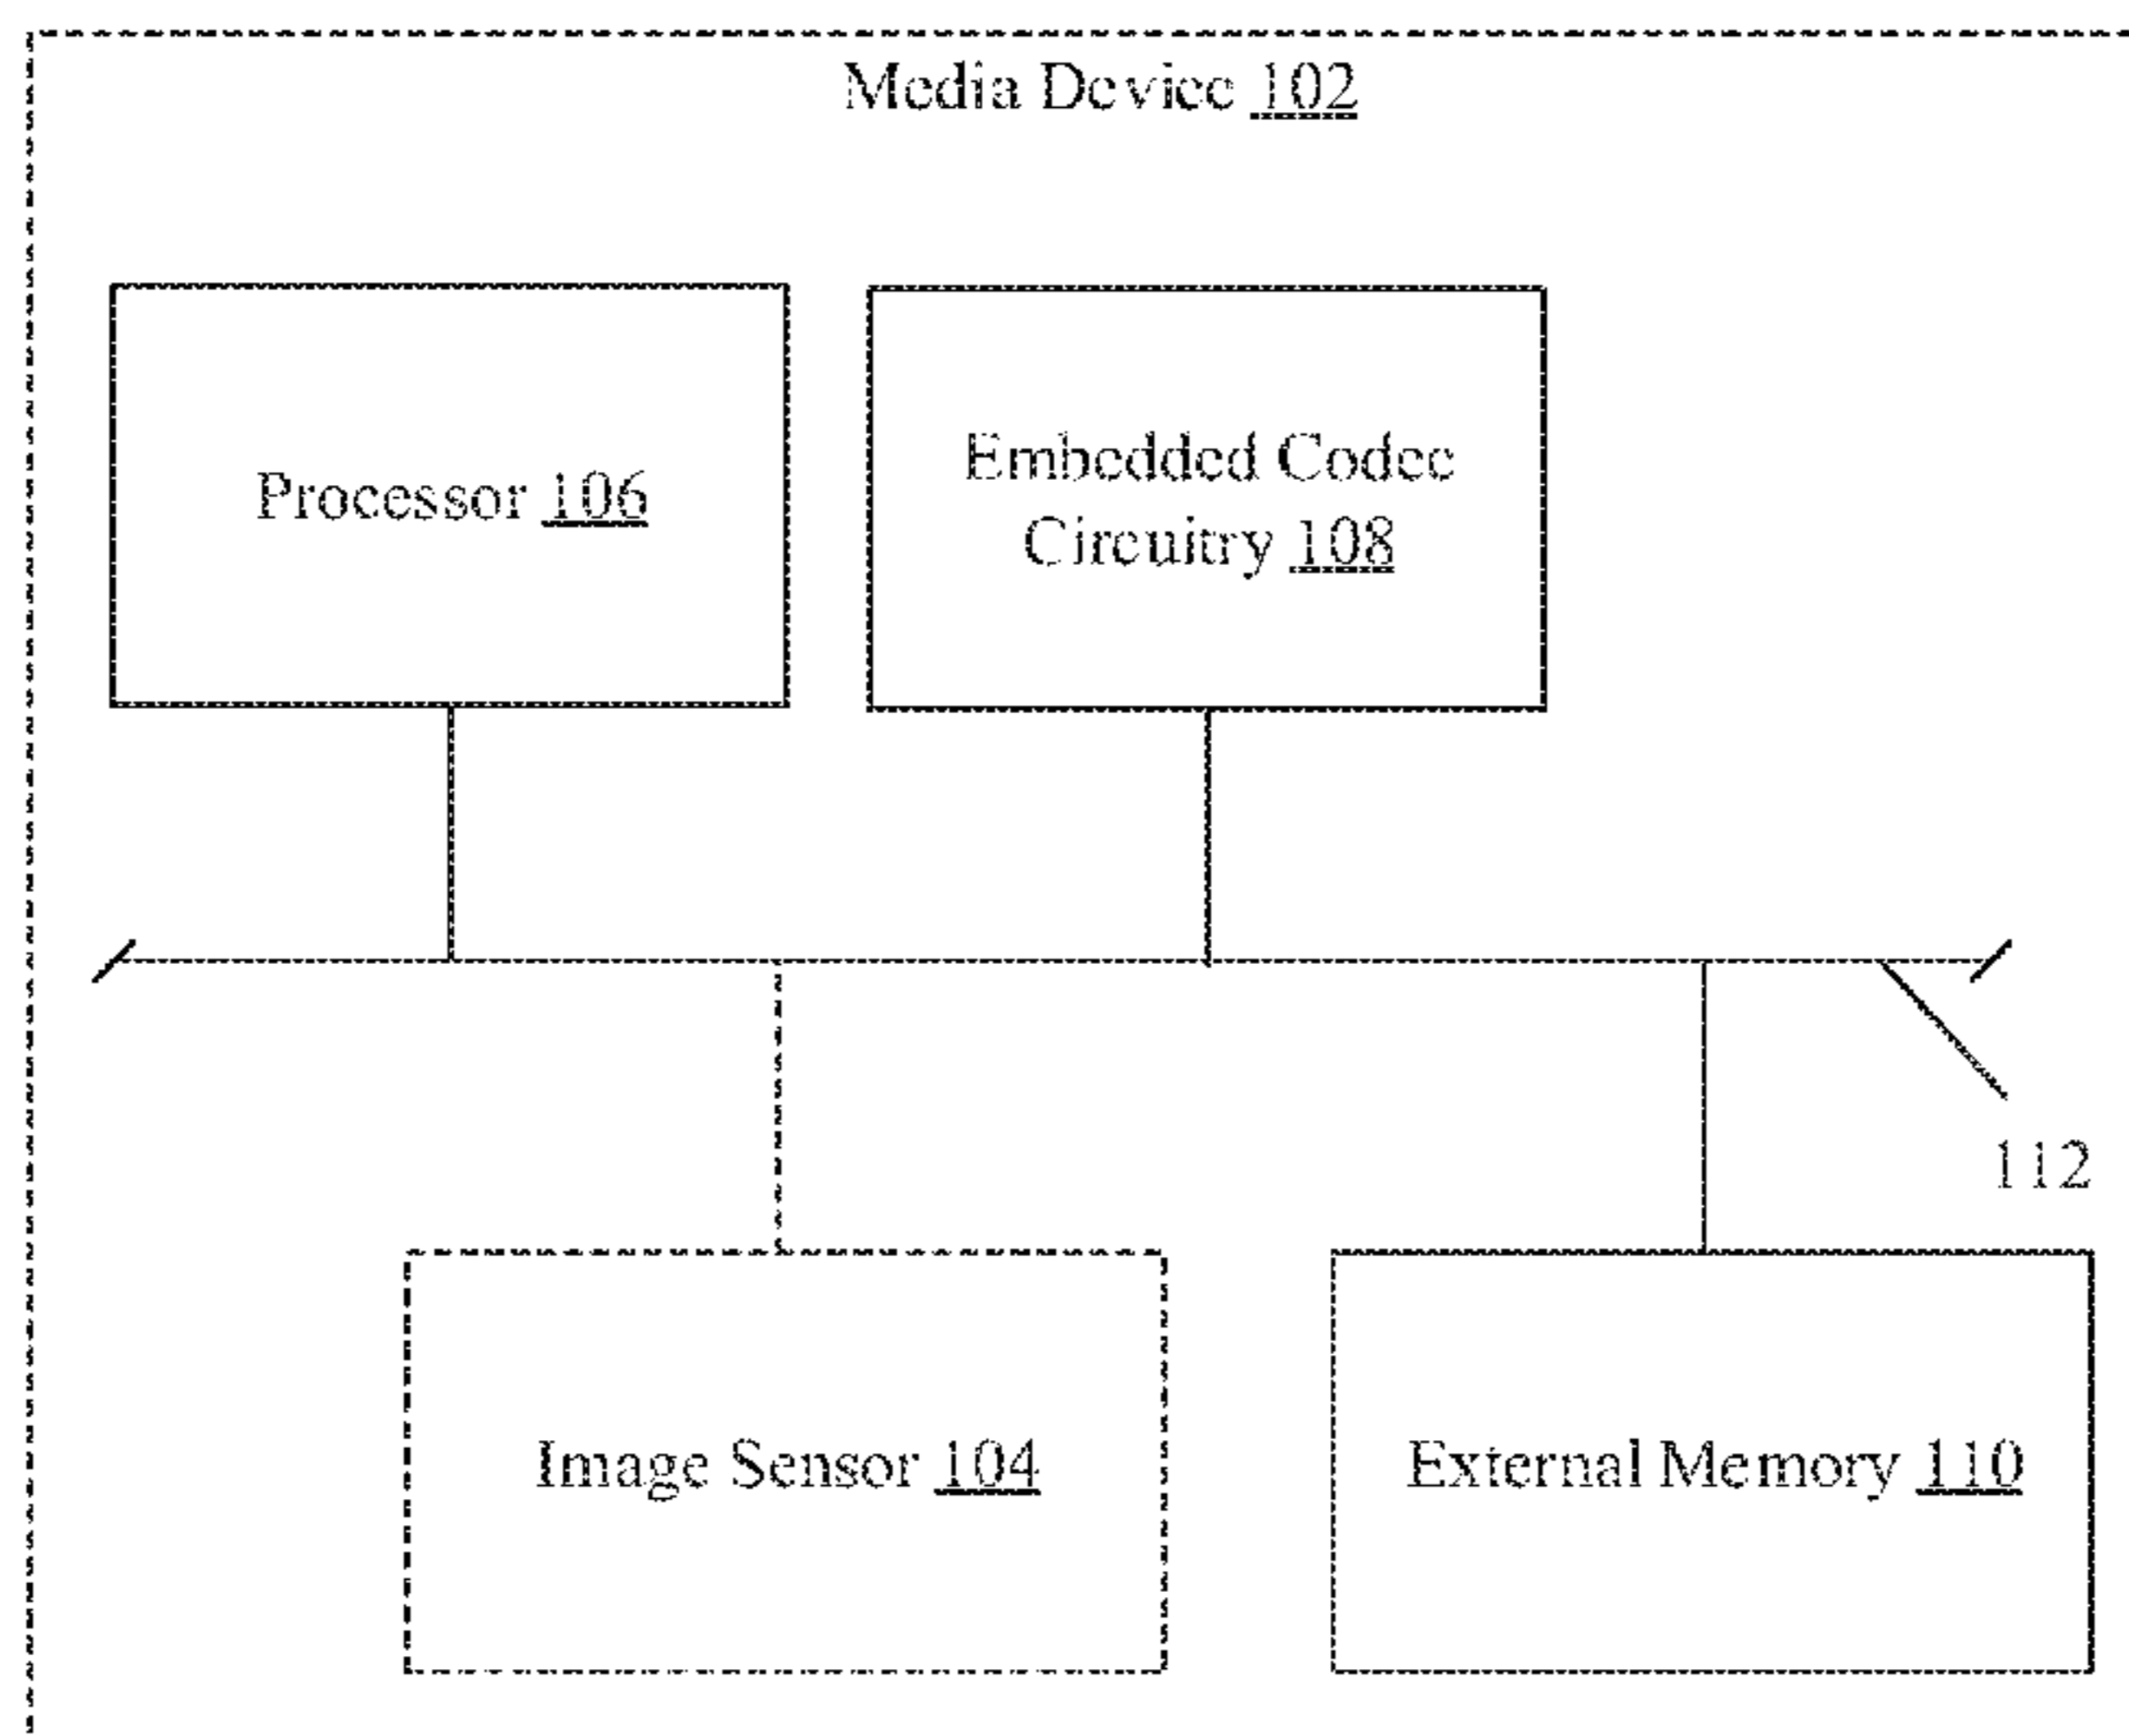 Media Device 102
Processor 106
Embedded Codec
Circuitry 108
112
Image Sensor 104
External Memory 110